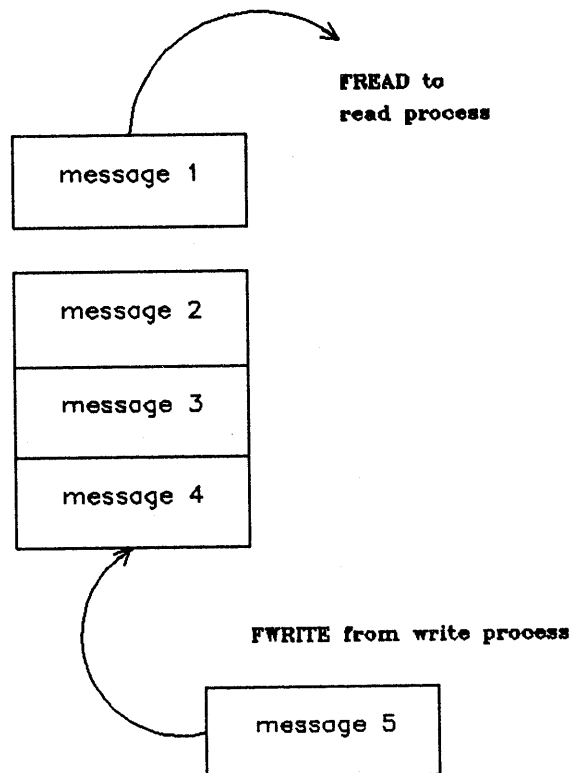 FREAD to
read process
message 1
message 2
message 3
message 4
FWRITE from write process
message 5